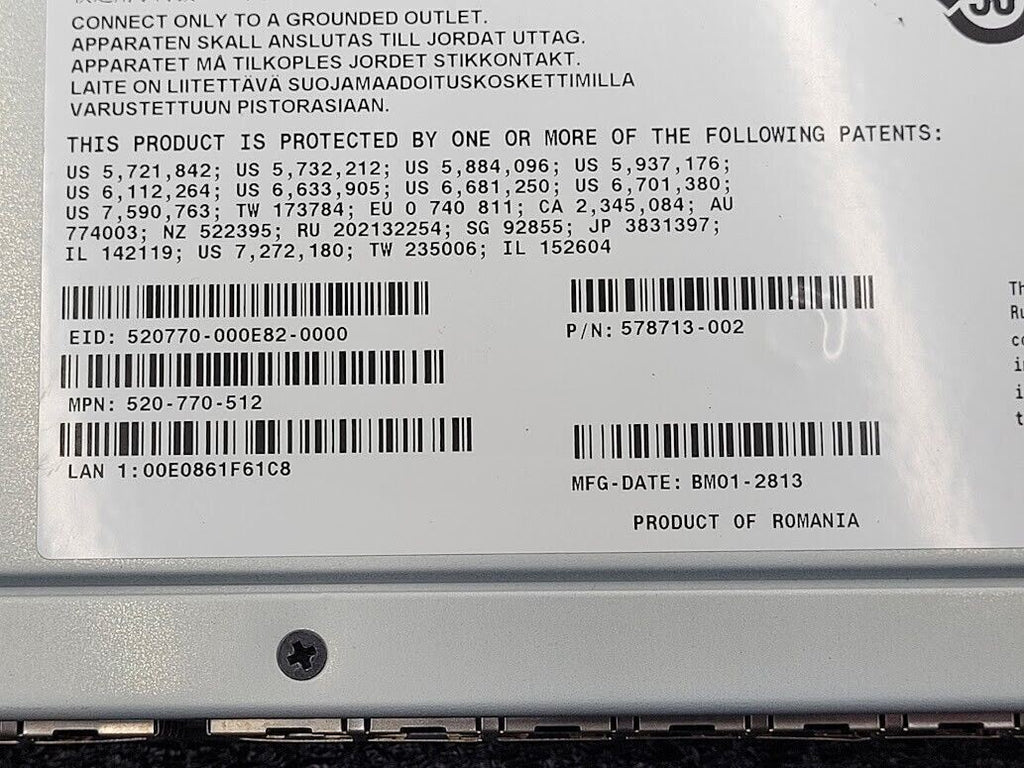 CONNECT ONLY TO A GROUNDED OUTLET.
APPARATEN SKALL ANSLUTAS TILL JORDAT UTTAG.
APPARATET MÅ TILKOPLES JORDET STIKKONTAKT.
LAITE ON LIITETTÄVÄ SUOJAMAADOITUSKOSKETTIMILLA
VARUSTETTUUN PISTORASIAAN.
THIS PRODUCT IS PROTECTED BY ONE OR MORE OF THE FOLLOWING PATENTS:
US 5,721,842; US 5,732,212; US 5,884,096; US 5,937,176;
US 6,112,264; US 6,633,905; US 6,681,250; US 6,701,380;
US 7,590,763; TW 173784; EU 0 740 811; CA 2,345,084; AU
774003; NZ 522395; RU 202132254; SG 92855; JP 3831397;
IL 142119; US 7,272,180; TW 235006; IL 152604
EID: 520770-000E82-0000
P/N: 578713-002
MPN: 520-770-512
LAN 1:00E0861F61C8
MFG-DATE: BM01-2813
PRODUCT OF ROMANIA